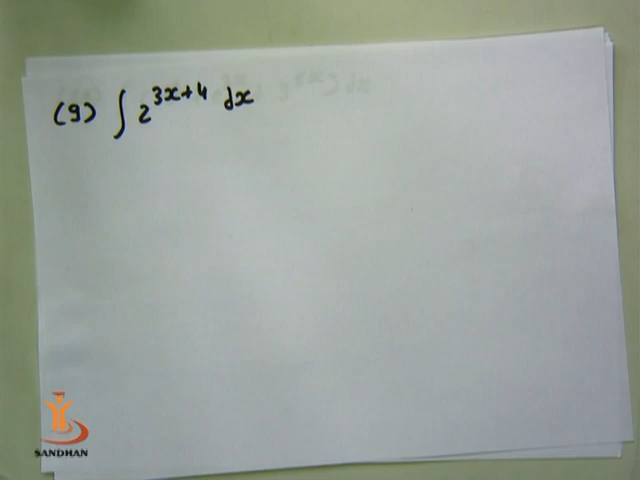 (9) ∫ 2^{3x+4} dx
SANDHAN